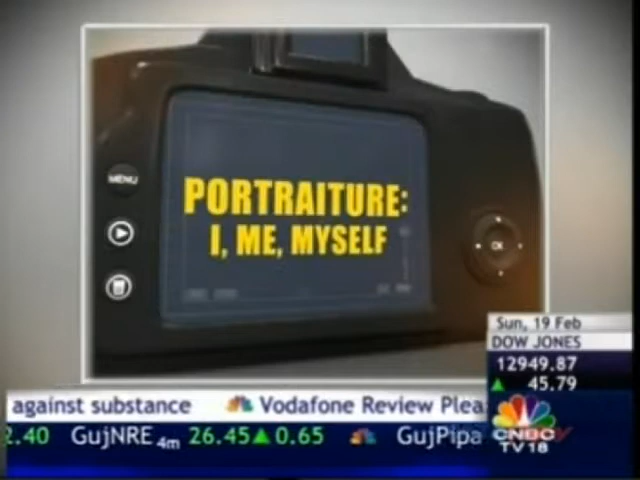 MENU
PORTRAITURE:
I, ME, MYSELF
OK
Sun, 19 Feb
DOW JONES
12949.87
▲ 45.79
against substance Vodafone Review Plea
2.40 GujNRE 4m 26.45▲0.65 GujPipa
CNBC
TV18